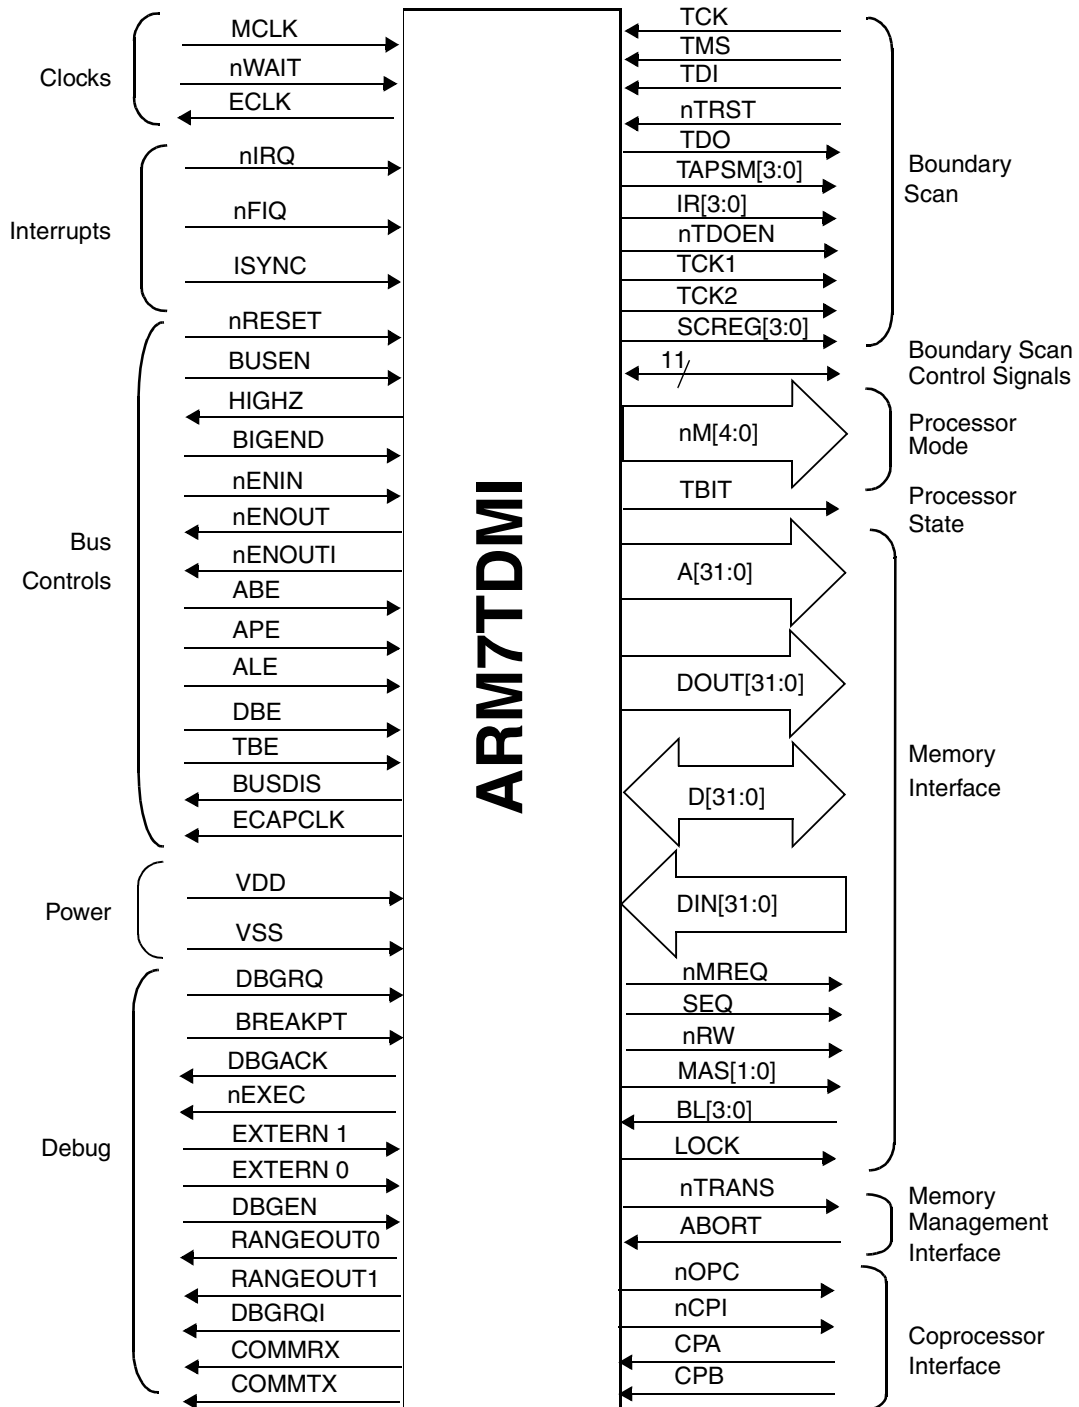 Clocks
MCLK
nWAIT
ECLK
Interrupts
nIRQ
nFIQ
ISYNC
Bus
Controls
nRESET
BUSEN
HIGHZ
BIGEND
nENIN
nENOUT
nENOUTI
ABE
APE
ALE
DBE
TBE
BUSDIS
ECAPCLK
Power
VDD
VSS
Debug
DBGRQ
BREAKPT
DBGACK
nEXEC
EXTERN 1
EXTERN 0
DBGEN
RANGEOUT0
RANGEOUT1
DBGRQI
COMMRX
COMMTX
ARM7TDMI
TCK
TMS
TDI
nTRST
TDO
TAPSM[3:0]
IR[3:0]
nTDOEN
TCK1
TCK2
SCREG[3:0]
Boundary
Scan
11
Boundary Scan
Control Signals
nM[4:0]
Processor
Mode
TBIT
Processor
State
A[31:0]
DOUT[31:0]
D[31:0]
DIN[31:0]
nMREQ
SEQ
nRW
MAS[1:0]
BL[3:0]
LOCK
Memory
Interface
nTRANS
ABORT
Memory
Management
Interface
nOPC
nCPI
CPA
CPB
Coprocessor
Interface